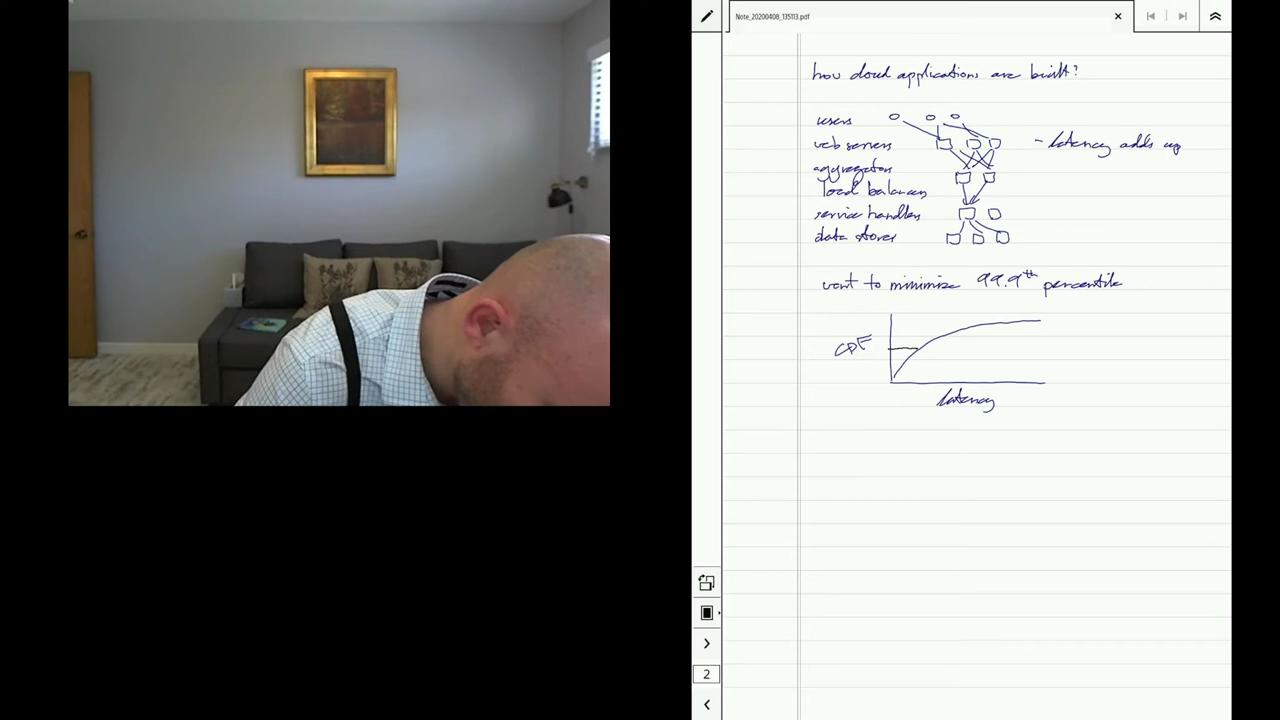 Note_20200408_135113.pdf
how cloud applications are built?
users
web servers
- latency adds up
aggregators
load balancers
service handlers
data stores
want to minimize 99.9th percentile
CDF
latency
2